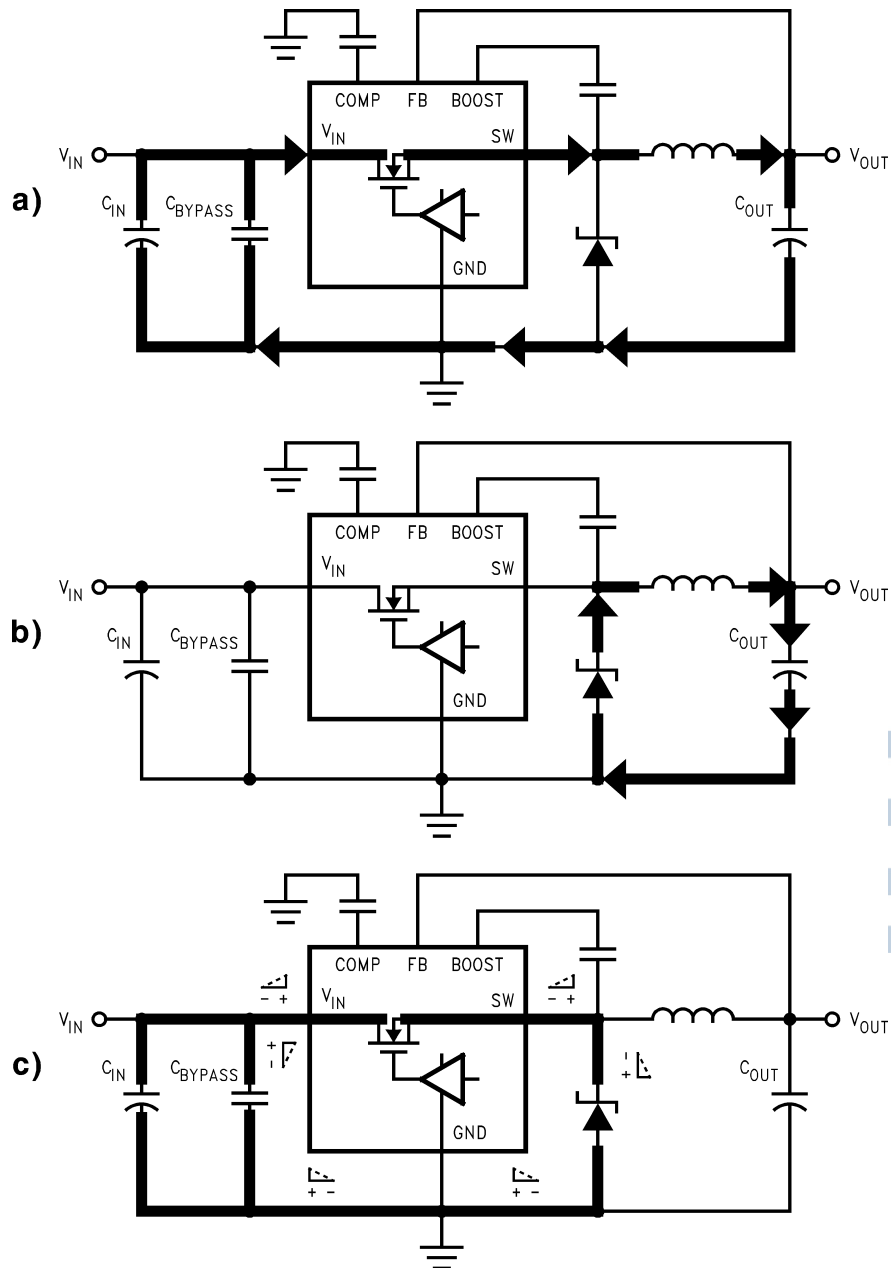 COMP FB BOOST
V_IN V_IN SW V_OUT
a) C_IN C_BYPASS C_OUT
GND
COMP FB BOOST
V_IN V_IN SW V_OUT
b) C_IN C_BYPASS C_OUT
GND
COMP FB BOOST
- + - +
V_IN V_IN SW V_OUT
+ -
- +
c) C_IN C_BYPASS C_OUT
GND
+ - + -